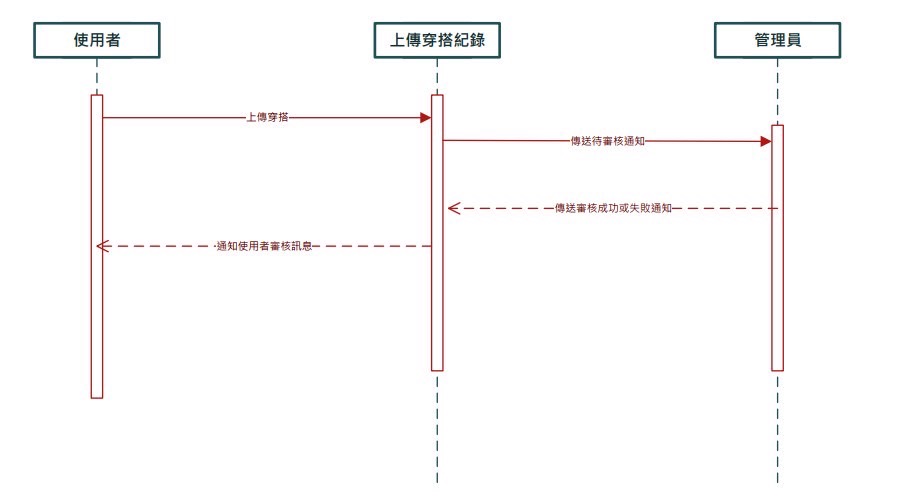 使用者
上傳穿搭紀錄
管理員
上傳穿搭
傳送待審核通知
傳送審核成功或失敗通知
通知使用者審核訊息